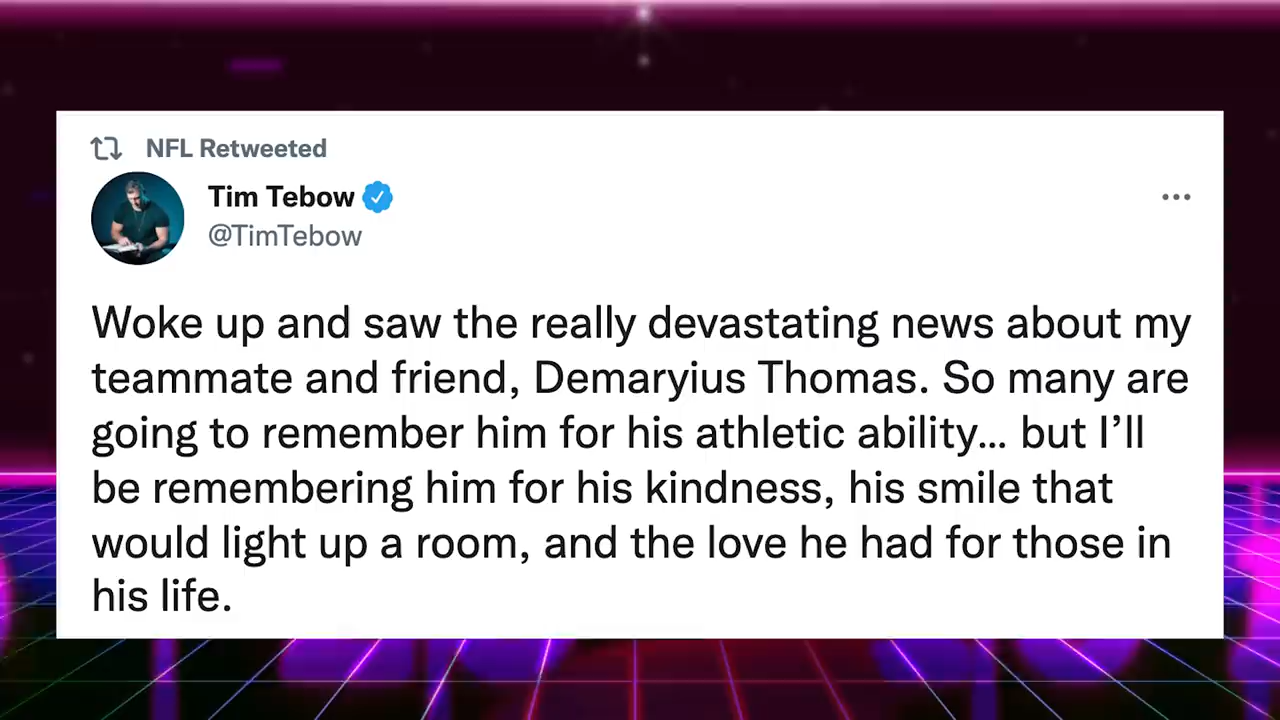 NFL Retweeted
Tim Tebow
@TimTebow
Woke up and saw the really devastating news about my
teammate and friend, Demaryius Thomas. So many are
going to remember him for his athletic ability… but I’ll
be remembering him for his kindness, his smile that
would light up a room, and the love he had for those in
his life.